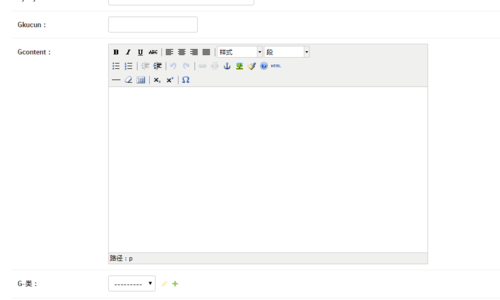 Gkucun :
Gcontent :
B I U ABC 样式 段
HTML
x₂ x² Ω
路径 : p
G-类 :
---------